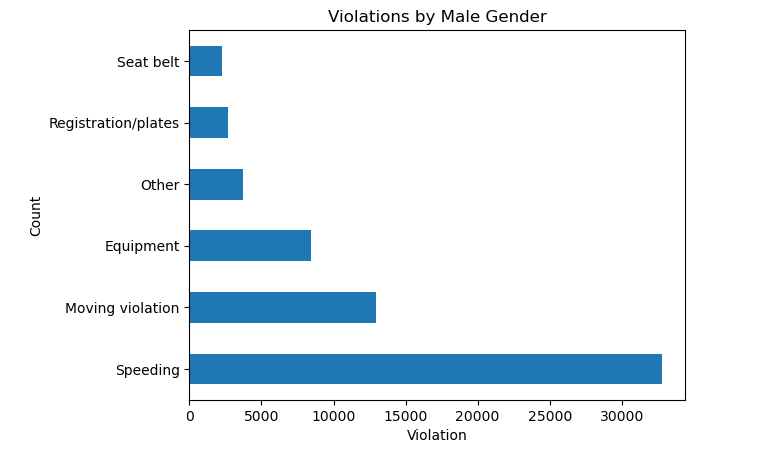 Violations by Male Gender
Seat belt
Registration/plates
Other
Equipment
Moving violation
Speeding
Count
0 5000 10000 15000 20000 25000 30000
Violation